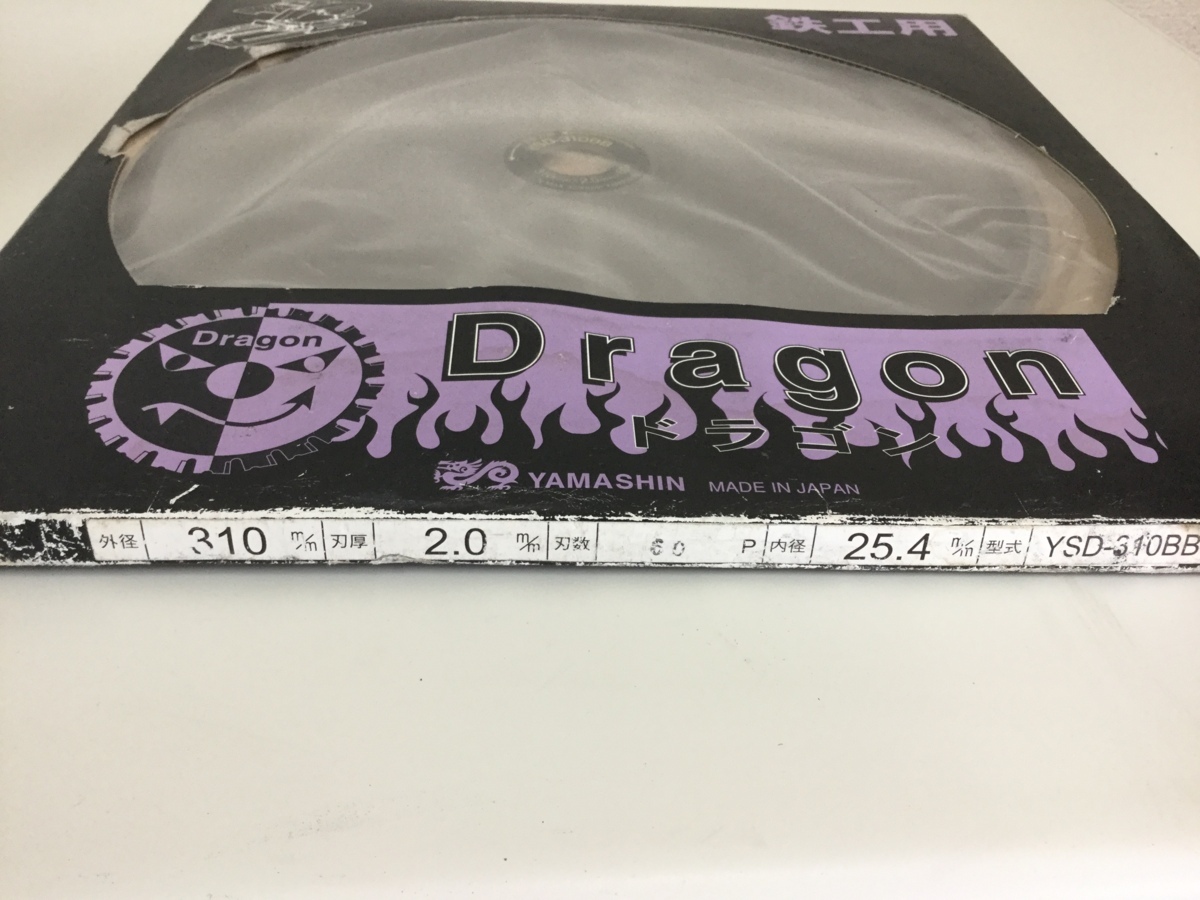 鉄工用
Dragon
Dragon
ドラゴン
YAMASHIN MADE IN JAPAN
外径 310 m/m 刃厚 2.0 m/m 刃数 60 P 内径 25.4 m/m 型式 YSD-310BB